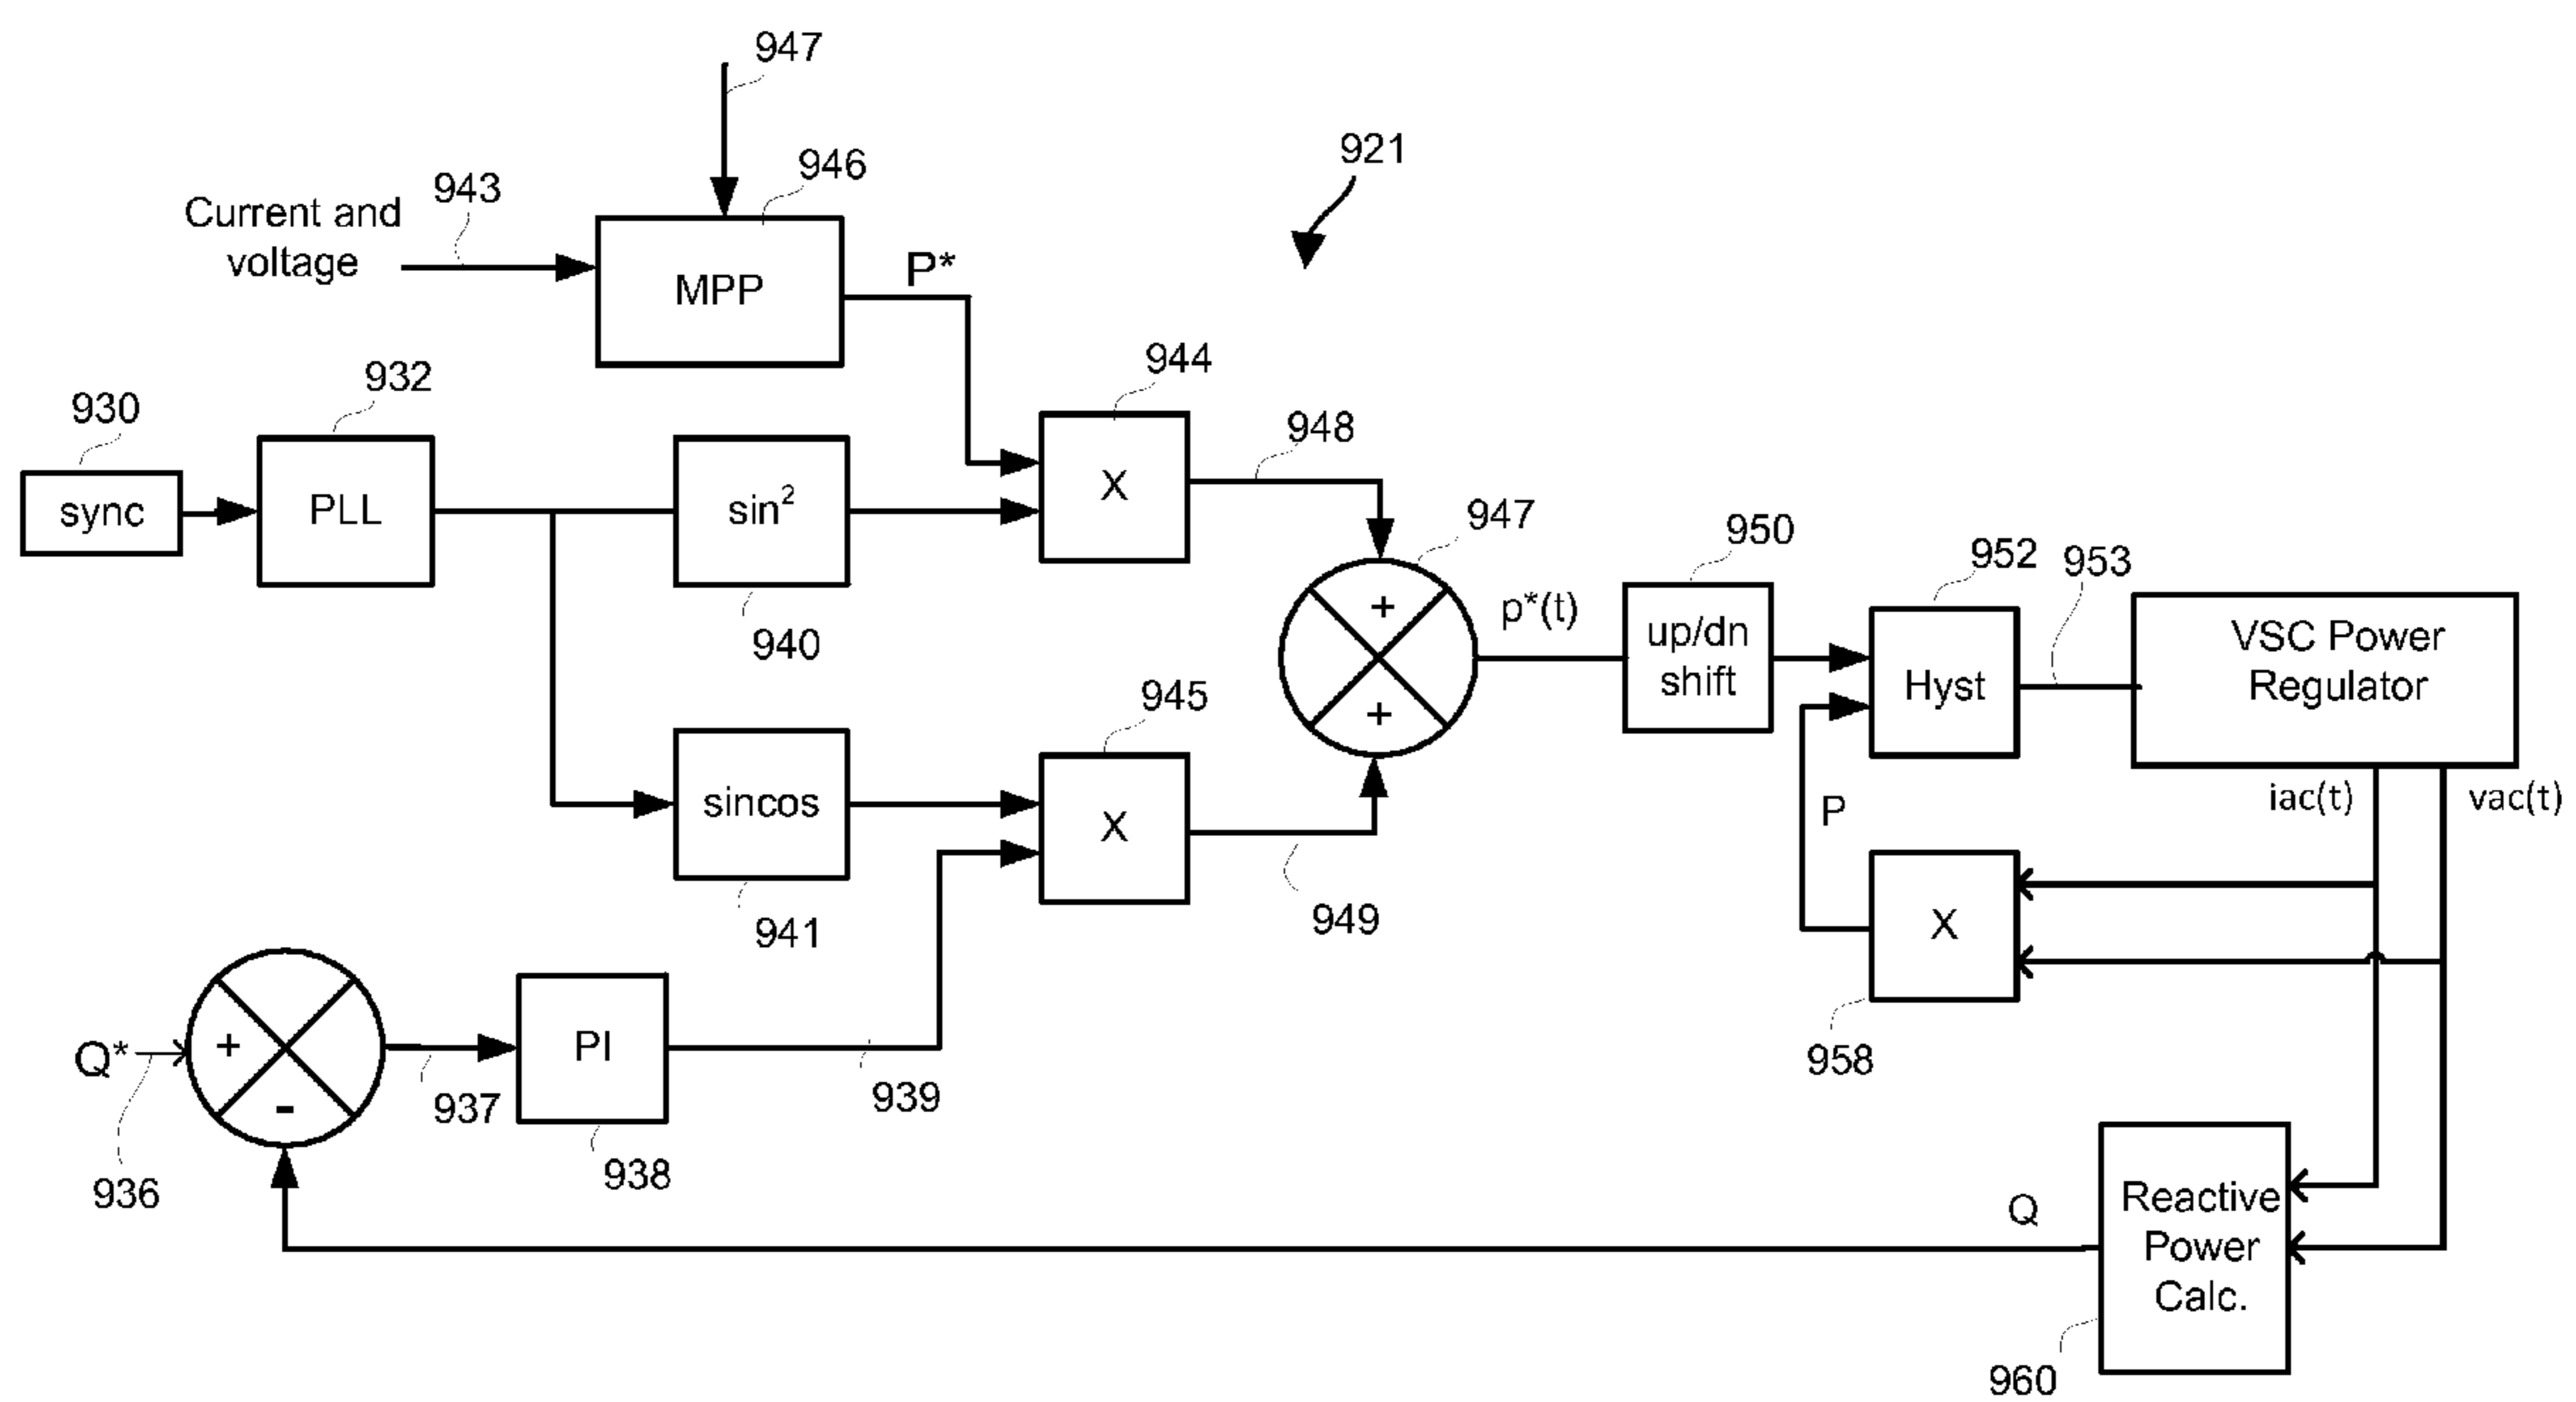 947
921
946
943
Current and
voltage
MPP
P*
944
932
930
948
sync
PLL
sin²
X
947
950
952
953
940
p*(t)
+
+
up/dn
shift
Hyst
VSC Power
Regulator
945
sincos
X
iac(t)
vac(t)
P
941
949
X
958
Q*
+
-
PI
937
939
936
938
Q
Reactive
Power
Calc.
960